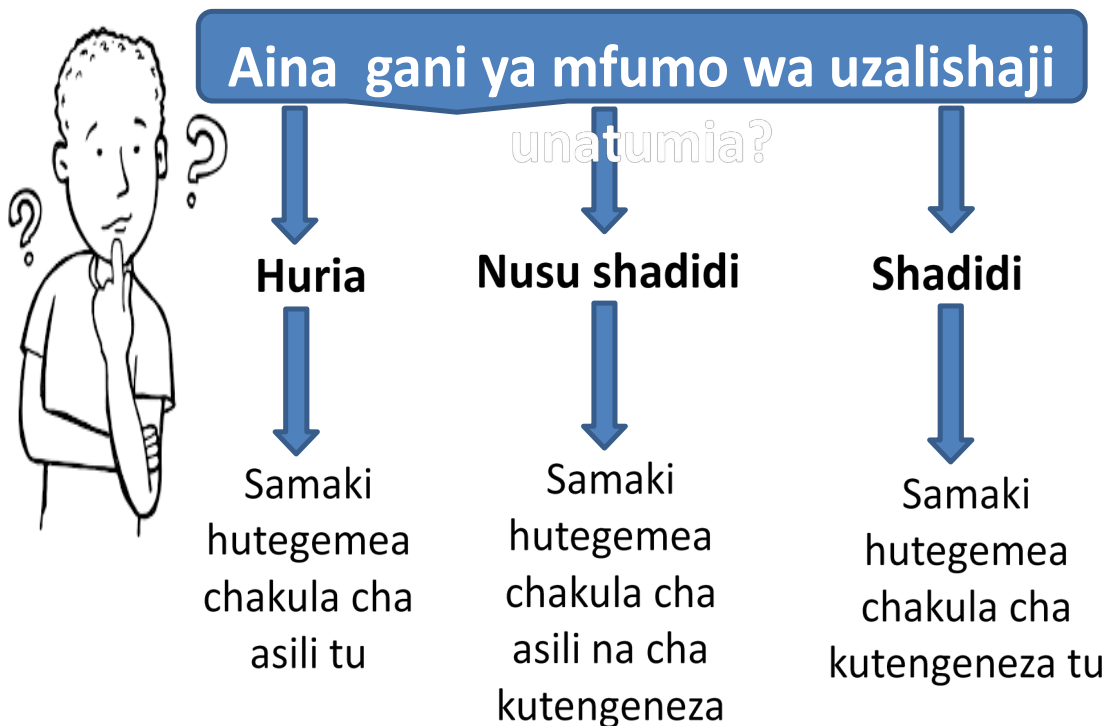 Aina gani ya mfumo wa uzalishaji
unatumia?
? ?
Huria
Nusu shadidi
Shadidi
Samaki
hutegemea
chakula cha
asili tu
Samaki
hutegemea
chakula cha
asili na cha
kutengeneza
Samaki
hutegemea
chakula cha
kutengeneza tu